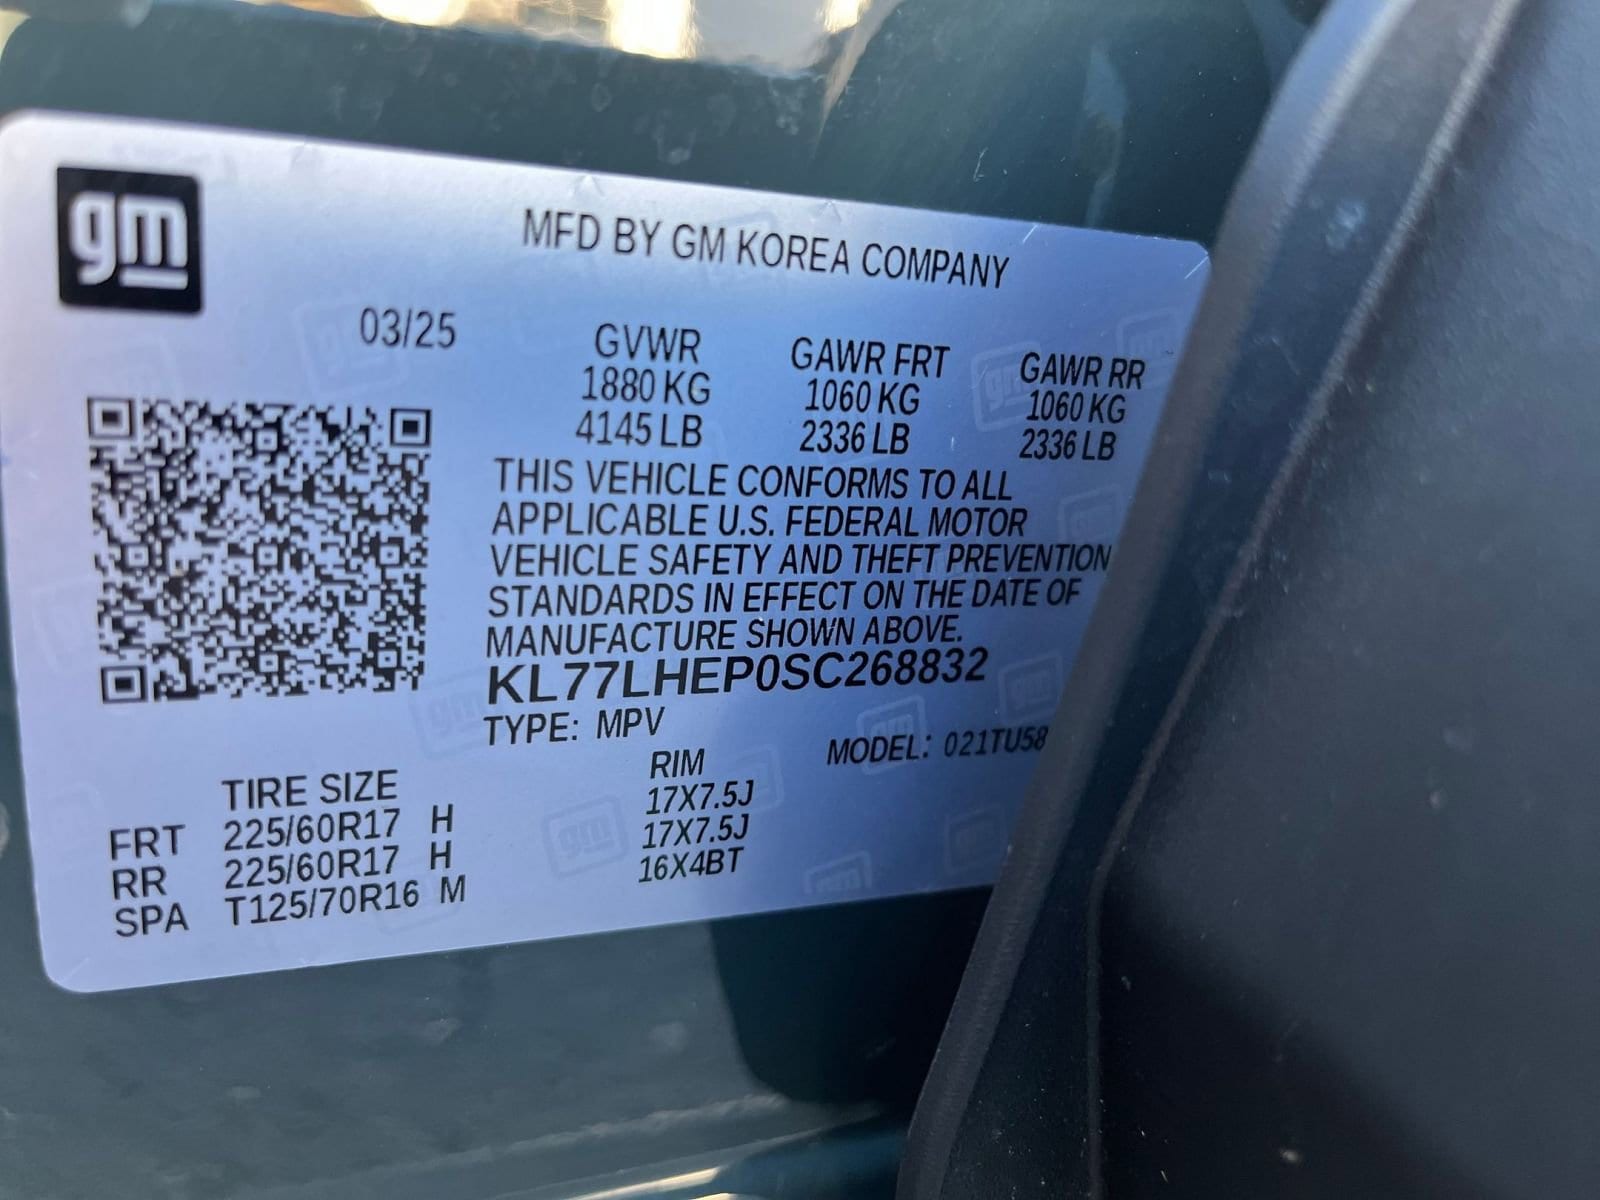 gm
MFD BY GM KOREA COMPANY
03/25 GVWR GAWR FRT GAWR RR
1880 KG 1060 KG 1060 KG
4145 LB 2336 LB 2336 LB
THIS VEHICLE CONFORMS TO ALL
APPLICABLE U.S. FEDERAL MOTOR
VEHICLE SAFETY AND THEFT PREVENTION
STANDARDS IN EFFECT ON THE DATE OF
MANUFACTURE SHOWN ABOVE.
KL77LHEP0SC268832
TYPE: MPV MODEL: 021TU58
TIRE SIZE RIM
FRT 225/60R17 H 17X7.5J
RR 225/60R17 H 17X7.5J
SPA T125/70R16 M 16X4BT